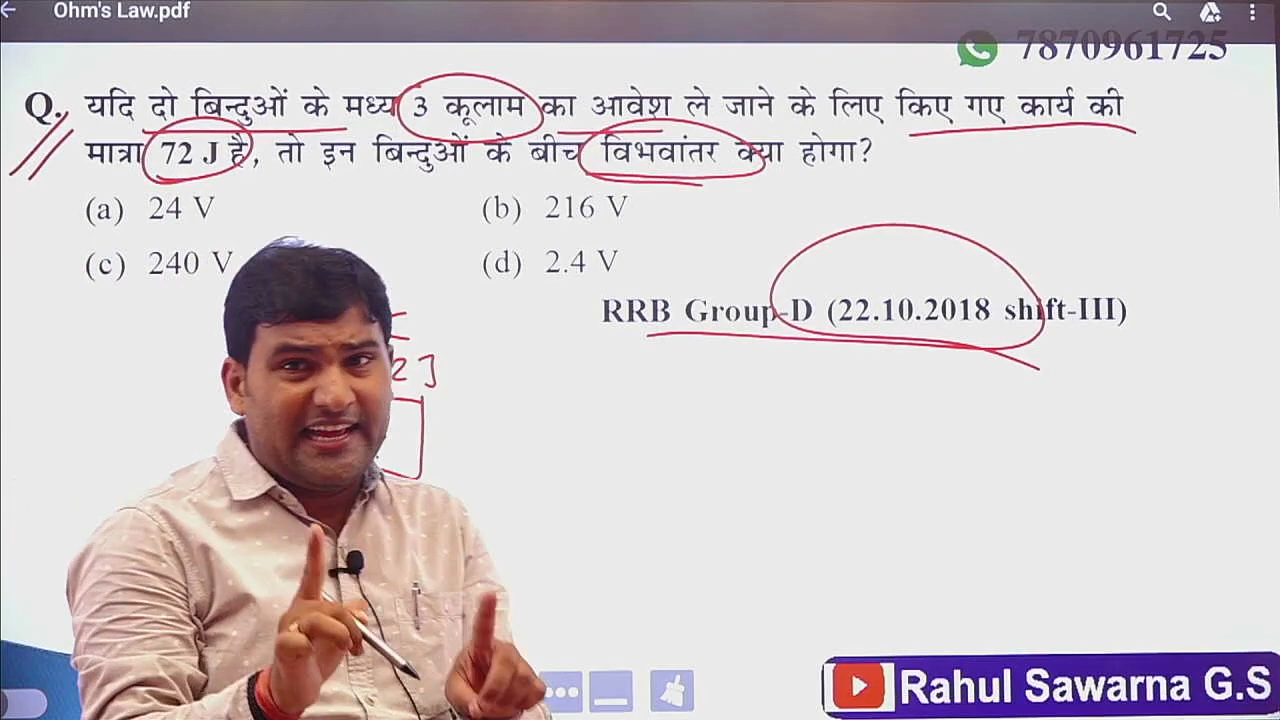 Ohm's Law.pdf
7870961725
Q. यदि दो बिन्दुओं के मध्य 3 कूलाम का आवेश ले जाने के लिए किए गए कार्य की
मात्रा 72 J है, तो इन बिन्दुओं के बीच विभवांतर क्या होगा?
(a) 24 V
(b) 216 V
(c) 240 V
(d) 2.4 V
RRB Group-D (22.10.2018 shift-III)
2 J
Rahul Sawarna G.S